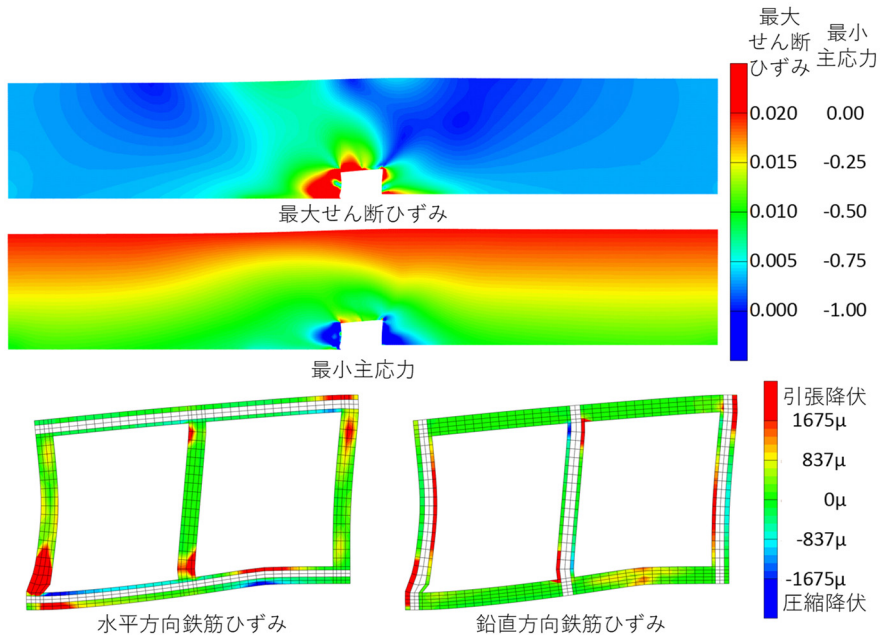 最大
せん断
ひずみ
最小
主応力
0.020
0.00
0.015
-0.25
0.010
-0.50
0.005
-0.75
0.000
-1.00
最大せん断ひずみ
最小主応力
引張降伏
1675μ
837μ
0μ
-837μ
-1675μ
圧縮降伏
水平方向鉄筋ひずみ
鉛直方向鉄筋ひずみ